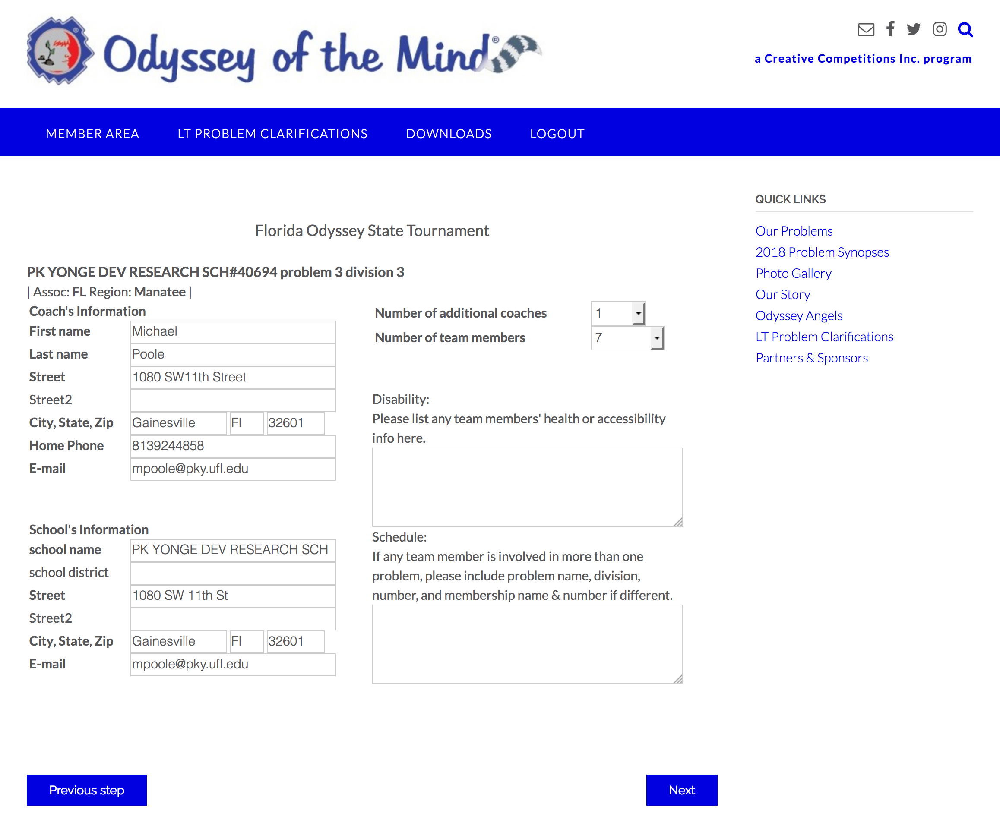 Odyssey of the Mind®
a Creative Competitions Inc. program
MEMBER AREA LT PROBLEM CLARIFICATIONS DOWNLOADS LOGOUT
Florida Odyssey State Tournament
PK YONGE DEV RESEARCH SCH#40694 problem 3 division 3
| Assoc: FL Region: Manatee |
Coach's Information
First name Michael
Last name Poole
Street 1080 SW11th Street
Street2
City, State, Zip Gainesville Fl 32601
Home Phone 8139244858
E-mail mpoole@pky.ufl.edu
School's Information
school name PK YONGE DEV RESEARCH SCH
school district
Street 1080 SW 11th St
Street2
City, State, Zip Gainesville Fl 32601
E-mail mpoole@pky.ufl.edu
Number of additional coaches 1
Number of team members 7
Disability:
Please list any team members' health or accessibility
info here.
Schedule:
If any team member is involved in more than one
problem, please include problem name, division,
number, and membership name & number if different.
Previous step Next
QUICK LINKS
Our Problems
2018 Problem Synopses
Photo Gallery
Our Story
Odyssey Angels
LT Problem Clarifications
Partners & Sponsors